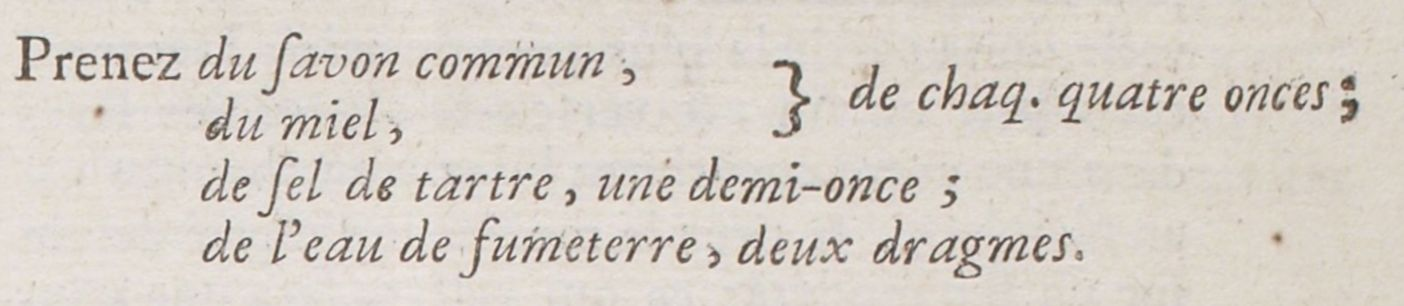 Prenez du ſavon commun,
du miel,
} de chaq. quatre onces;
de ſel de tartre, une demi-once ;
de l'eau de fumeterre, deux dragmes.